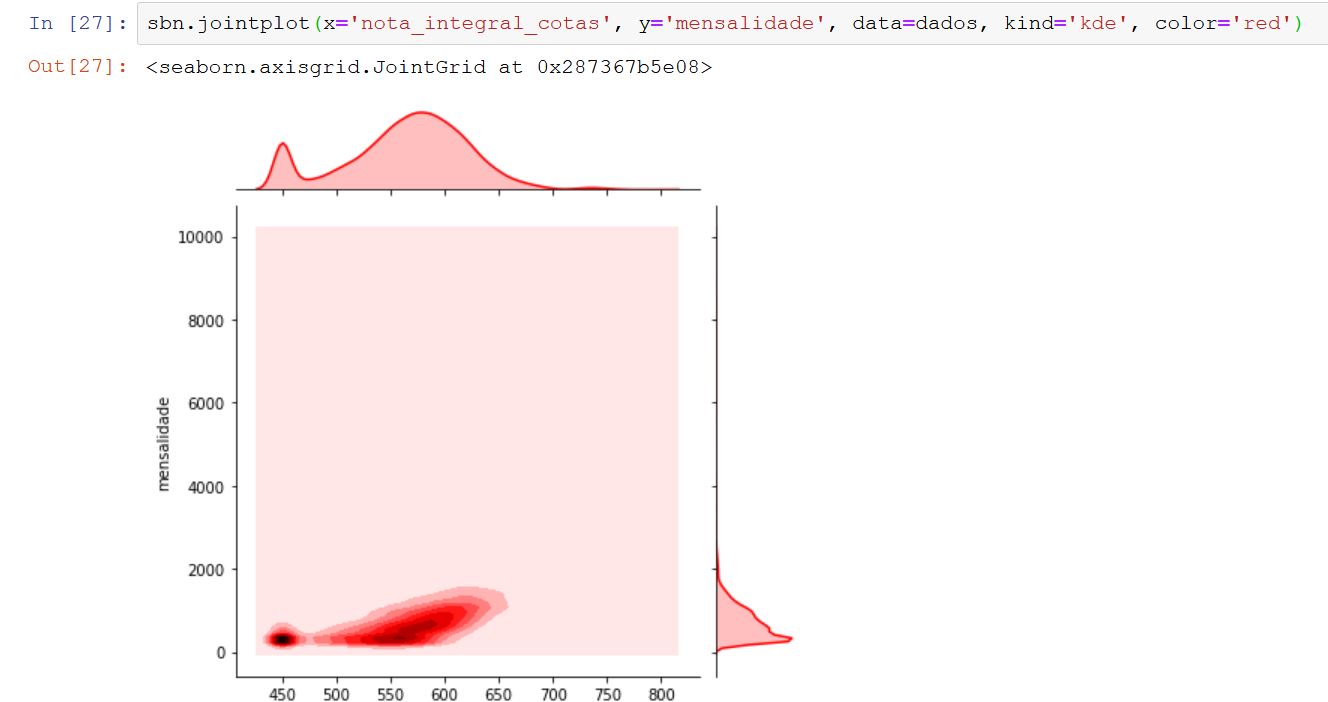 In [27]: sbn.jointplot(x='nota_integral_cotas', y='mensalidade', data=dados, kind='kde', color='red')
Out[27]: <seaborn.axisgrid.JointGrid at 0x287367b5e08>
10000
8000
6000
mensalidade
4000
2000
0
450 500 550 600 650 700 750 800